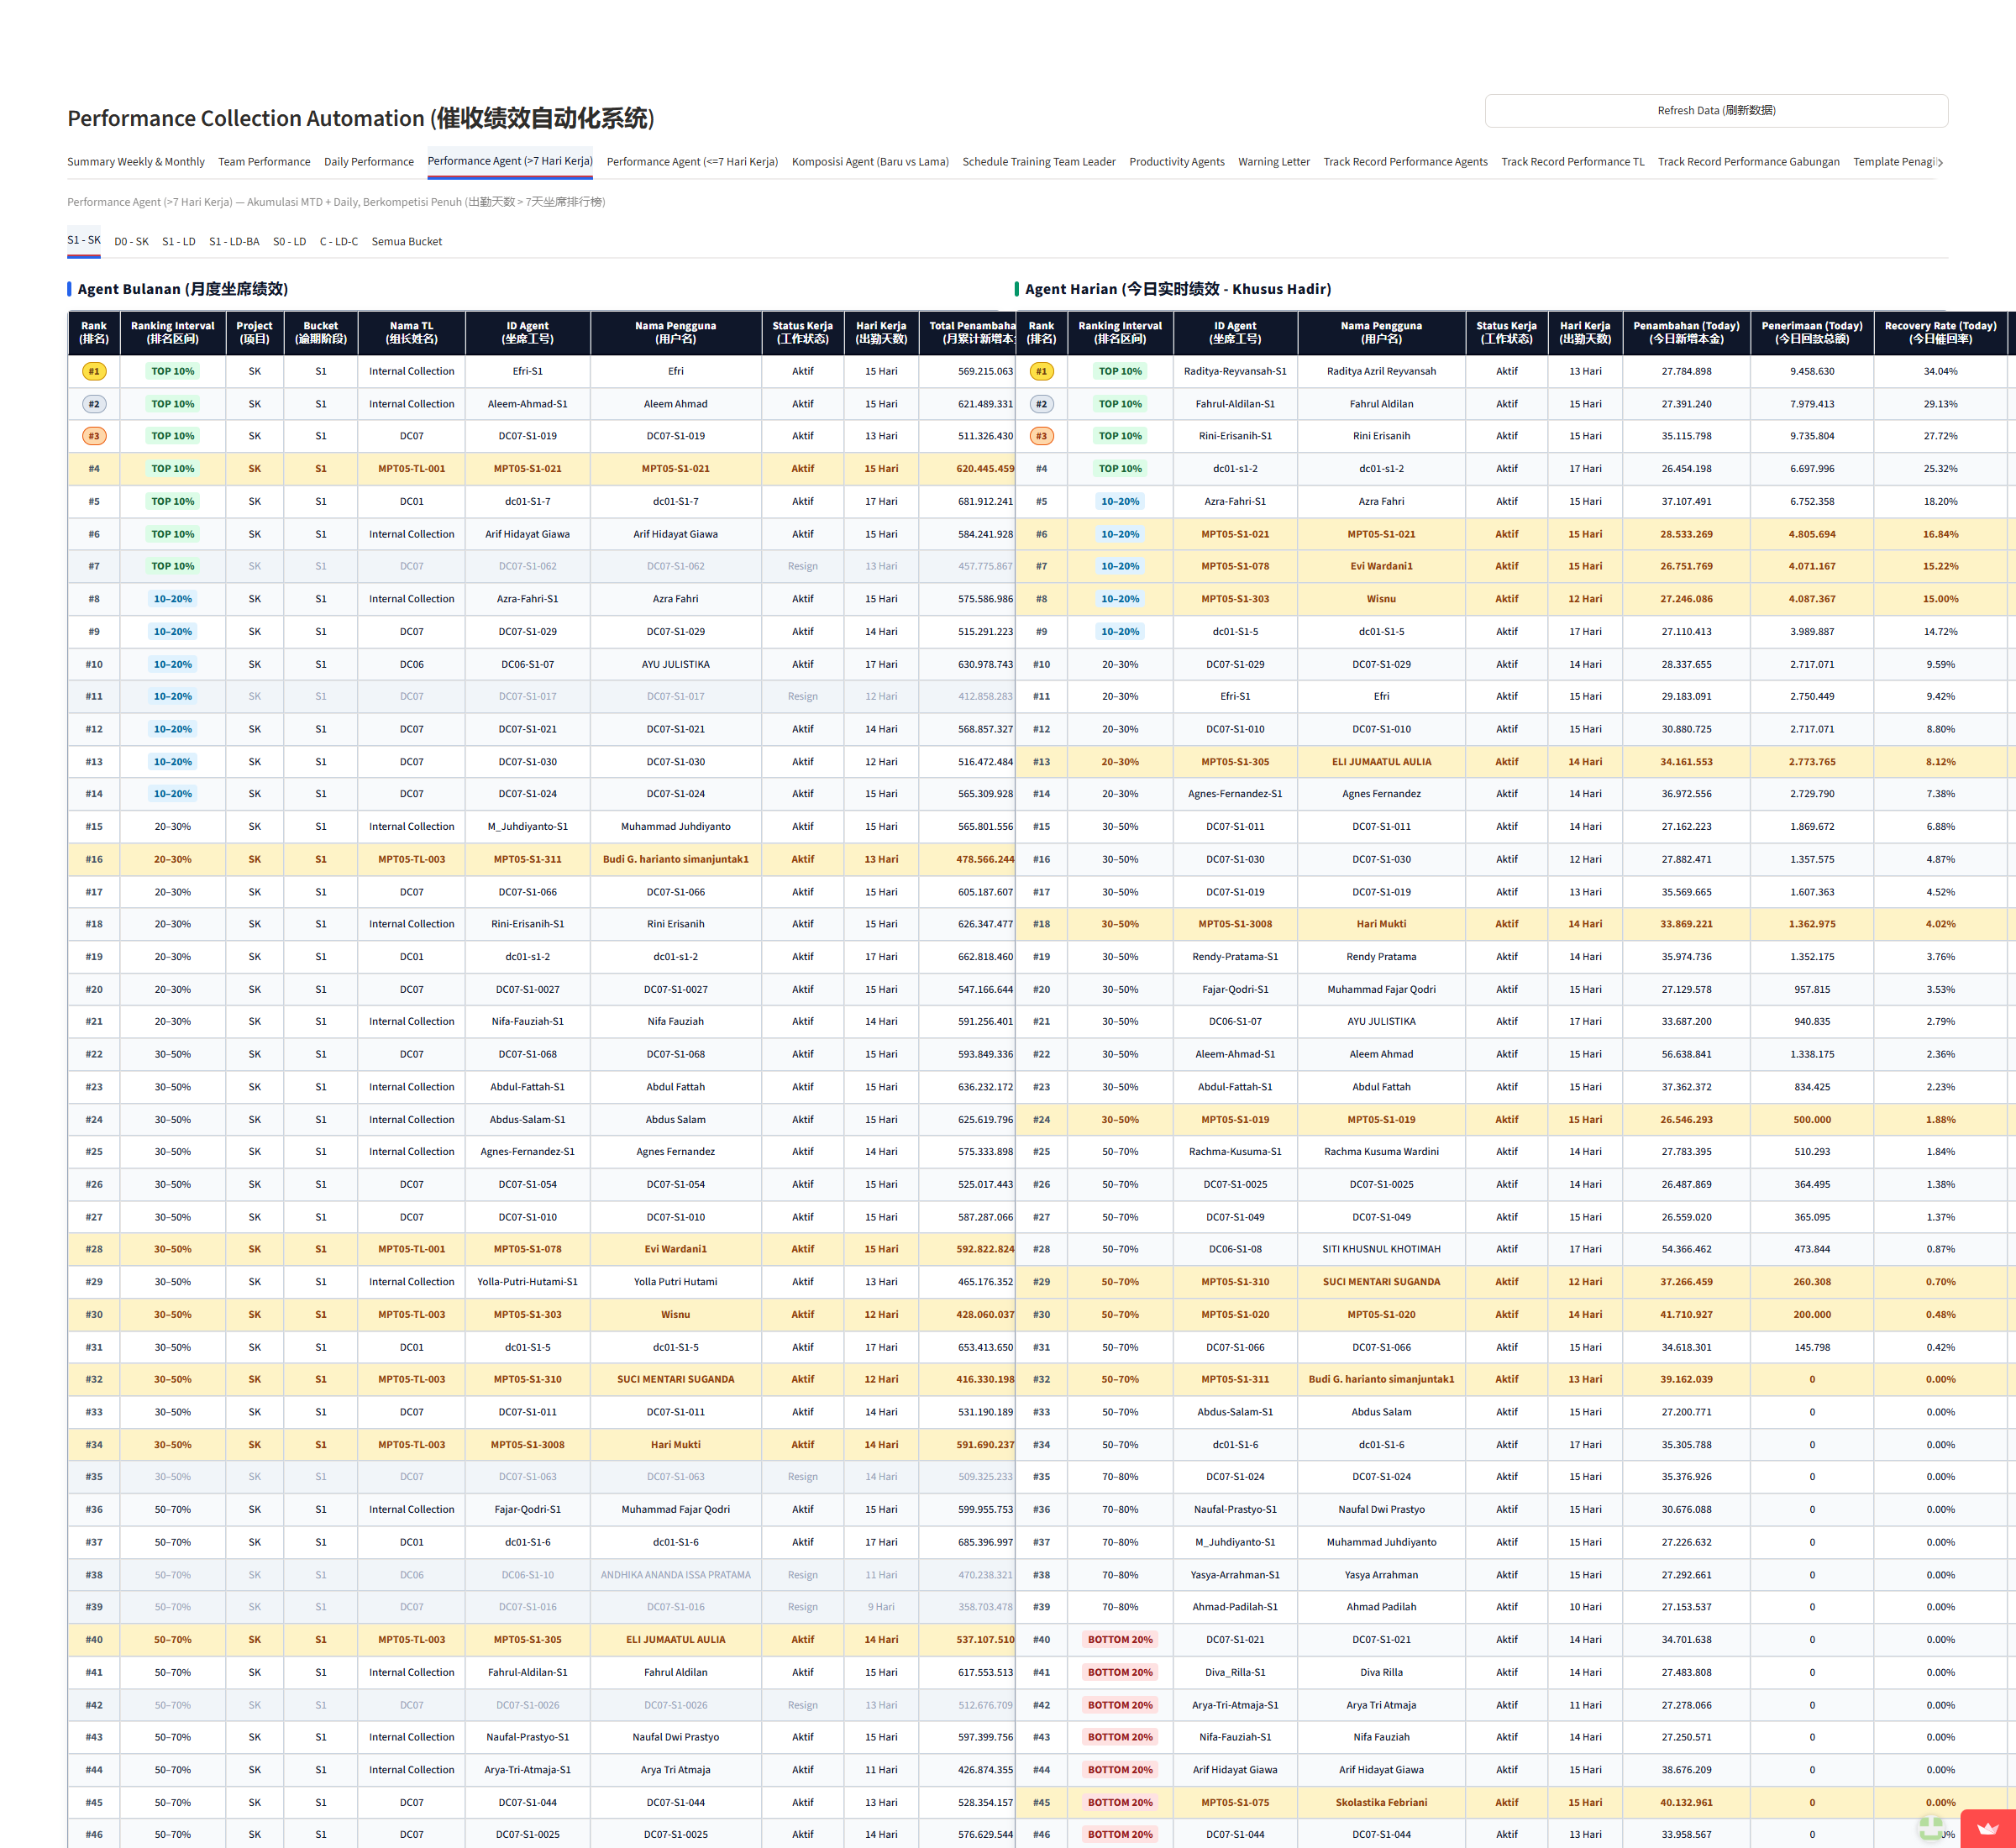 Performance Collection Automation (催收绩效自动化系统)
Refresh Data (刷新数据)
Summary Weekly & Monthly Team Performance Daily Performance Performance Agent (>7 Hari Kerja) Performance Agent (<=7 Hari Kerja) Komposisi Agent (Baru vs Lama) Schedule Training Team Leader Productivity Agents Warning Letter Track Record Performance Agents Track Record Performance TL Track Record Performance Gabungan Template Penagi
Performance Agent (>7 Hari Kerja) — Akumulasi MTD + Daily, Berkompetisi Penuh (出勤天数 > 7天坐席排行榜)
S1 - SK D0 - SK S1 - LD S1 - LD-BA S0 - LD C - LD-C Semua Bucket
Agent Bulanan (月度坐席绩效)
Rank Ranking Interval Project Bucket Nama TL ID Agent Nama Pengguna Status Kerja Hari Kerja Total Penambaha
(排名) (排名区间) (项目) (逾期阶段) (组长姓名) (坐席工号) (用户名) (工作状态) (出勤天数) (月累计新增本
#1 TOP 10% SK S1 Internal Collection Efri-S1 Efri Aktif 15 Hari 569.215.063
#2 TOP 10% SK S1 Internal Collection Aleem-Ahmad-S1 Aleem Ahmad Aktif 15 Hari 621.489.331
#3 TOP 10% SK S1 DC07 DC07-S1-019 DC07-S1-019 Aktif 13 Hari 511.326.430
#4 TOP 10% SK S1 MPT05-TL-001 MPT05-S1-021 MPT05-S1-021 Aktif 15 Hari 620.445.459
#5 TOP 10% SK S1 DC01 dc01-s1-7 dc01-s1-7 Aktif 17 Hari 681.912.241
#6 TOP 10% SK S1 Internal Collection Arif Hidayat Giawa Arif Hidayat Giawa Aktif 15 Hari 584.241.928
#7 TOP 10% SK S1 DC07 DC07-S1-062 DC07-S1-062 Resign 13 Hari 457.775.867
#8 10–20% SK S1 Internal Collection Azra-Fahri-S1 Azra Fahri Aktif 15 Hari 575.586.986
#9 10–20% SK S1 DC07 DC07-S1-029 DC07-S1-029 Aktif 14 Hari 515.291.223
#10 10–20% SK S1 DC06 DC06-S1-07 AYU JULISTIKA Aktif 17 Hari 630.978.743
#11 10–20% SK S1 DC07 DC07-S1-017 DC07-S1-017 Resign 12 Hari 412.858.283
#12 10–20% SK S1 DC07 DC07-S1-021 DC07-S1-021 Aktif 14 Hari 568.857.327
#13 10–20% SK S1 DC07 DC07-S1-030 DC07-S1-030 Aktif 12 Hari 516.472.484
#14 10–20% SK S1 DC07 DC07-S1-024 DC07-S1-024 Aktif 15 Hari 565.309.928
#15 20–30% SK S1 Internal Collection M_Juhdiyanto-S1 Muhammad Juhdiyanto Aktif 15 Hari 565.801.556
#16 20–30% SK S1 MPT05-TL-003 MPT05-S1-311 Budi G. harianto simanjuntak1 Aktif 13 Hari 478.566.244
#17 20–30% SK S1 DC07 DC07-S1-066 DC07-S1-066 Aktif 15 Hari 605.187.607
#18 20–30% SK S1 Internal Collection Rini-Erisanih-S1 Rini Erisanih Aktif 15 Hari 626.347.477
#19 20–30% SK S1 DC01 dc01-s1-2 dc01-s1-2 Aktif 17 Hari 662.818.460
#20 20–30% SK S1 DC07 DC07-S1-0027 DC07-S1-0027 Aktif 15 Hari 547.166.644
#21 20–30% SK S1 Internal Collection Nifa-Fauziah-S1 Nifa Fauziah Aktif 14 Hari 591.256.401
#22 30–50% SK S1 DC07 DC07-S1-068 DC07-S1-068 Aktif 15 Hari 593.849.336
#23 30–50% SK S1 Internal Collection Abdul-Fattah-S1 Abdul Fattah Aktif 15 Hari 636.232.172
#24 30–50% SK S1 Internal Collection Abdus-Salam-S1 Abdus Salam Aktif 15 Hari 625.619.796
#25 30–50% SK S1 Internal Collection Agnes-Fernandez-S1 Agnes Fernandez Aktif 14 Hari 575.333.898
#26 30–50% SK S1 DC07 DC07-S1-054 DC07-S1-054 Aktif 15 Hari 525.017.443
#27 30–50% SK S1 DC07 DC07-S1-010 DC07-S1-010 Aktif 15 Hari 587.287.066
#28 30–50% SK S1 MPT05-TL-001 MPT05-S1-078 Evi Wardani1 Aktif 15 Hari 592.822.824
#29 30–50% SK S1 Internal Collection Yolla-Putri-Hutami-S1 Yolla Putri Hutami Aktif 13 Hari 465.176.352
#30 30–50% SK S1 MPT05-TL-003 MPT05-S1-303 Wisnu Aktif 12 Hari 428.060.037
#31 30–50% SK S1 DC01 dc01-S1-5 dc01-S1-5 Aktif 17 Hari 653.413.650
#32 30–50% SK S1 MPT05-TL-003 MPT05-S1-310 SUCI MENTARI SUGANDA Aktif 12 Hari 416.330.198
#33 30–50% SK S1 DC07 DC07-S1-011 DC07-S1-011 Aktif 14 Hari 531.190.189
#34 30–50% SK S1 MPT05-TL-003 MPT05-S1-3008 Hari Mukti Aktif 14 Hari 591.690.237
#35 30–50% SK S1 DC07 DC07-S1-063 DC07-S1-063 Resign 14 Hari 509.325.233
#36 50–70% SK S1 Internal Collection Fajar-Qodri-S1 Muhammad Fajar Qodri Aktif 15 Hari 599.955.753
#37 50–70% SK S1 DC01 dc01-S1-6 dc01-S1-6 Aktif 17 Hari 685.396.997
#38 50–70% SK S1 DC06 DC06-S1-10 ANDHIKA ANANDA ISSA PRATAMA Resign 11 Hari 470.238.321
#39 50–70% SK S1 DC07 DC07-S1-016 DC07-S1-016 Resign 9 Hari 358.703.478
#40 50–70% SK S1 MPT05-TL-003 MPT05-S1-305 ELI JUMAATUL AULIA Aktif 14 Hari 537.107.510
#41 50–70% SK S1 Internal Collection Fahrul-Aldilan-S1 Fahrul Aldilan Aktif 15 Hari 617.553.513
#42 50–70% SK S1 DC07 DC07-S1-0026 DC07-S1-0026 Resign 13 Hari 512.676.709
#43 50–70% SK S1 Internal Collection Naufal-Prastyo-S1 Naufal Dwi Prastyo Aktif 15 Hari 597.399.756
#44 50–70% SK S1 Internal Collection Arya-Tri-Atmaja-S1 Arya Tri Atmaja Aktif 11 Hari 426.874.355
#45 50–70% SK S1 DC07 DC07-S1-044 DC07-S1-044 Aktif 13 Hari 528.354.157
#46 50–70% SK S1 DC07 DC07-S1-0025 DC07-S1-0025 Aktif 14 Hari 576.629.544
Agent Harian (今日实时绩效 - Khusus Hadir)
Rank Ranking Interval ID Agent Nama Pengguna Status Kerja Hari Kerja Penambahan (Today) Penerimaan (Today) Recovery Rate (Today)
(排名) (排名区间) (坐席工号) (用户名) (工作状态) (出勤天数) (今日新增本金) (今日回款总额) (今日催回率)
#1 TOP 10% Raditya-Reyvansah-S1 Raditya Azril Reyvansah Aktif 13 Hari 27.784.898 9.458.630 34.04%
#2 TOP 10% Fahrul-Aldilan-S1 Fahrul Aldilan Aktif 15 Hari 27.391.240 7.979.413 29.13%
#3 TOP 10% Rini-Erisanih-S1 Rini Erisanih Aktif 15 Hari 35.115.798 9.735.804 27.72%
#4 TOP 10% dc01-s1-2 dc01-s1-2 Aktif 17 Hari 26.454.198 6.697.996 25.32%
#5 10–20% Azra-Fahri-S1 Azra Fahri Aktif 15 Hari 37.107.491 6.752.358 18.20%
#6 10–20% MPT05-S1-021 MPT05-S1-021 Aktif 15 Hari 28.533.269 4.805.694 16.84%
#7 10–20% MPT05-S1-078 Evi Wardani1 Aktif 15 Hari 26.751.769 4.071.167 15.22%
#8 10–20% MPT05-S1-303 Wisnu Aktif 12 Hari 27.246.086 4.087.367 15.00%
#9 10–20% dc01-S1-5 dc01-S1-5 Aktif 17 Hari 27.110.413 3.989.887 14.72%
#10 20–30% DC07-S1-029 DC07-S1-029 Aktif 14 Hari 28.337.655 2.717.071 9.59%
#11 20–30% Efri-S1 Efri Aktif 15 Hari 29.183.091 2.750.449 9.42%
#12 20–30% DC07-S1-010 DC07-S1-010 Aktif 15 Hari 30.880.725 2.717.071 8.80%
#13 20–30% MPT05-S1-305 ELI JUMAATUL AULIA Aktif 14 Hari 34.161.553 2.773.765 8.12%
#14 20–30% Agnes-Fernandez-S1 Agnes Fernandez Aktif 14 Hari 36.972.556 2.729.790 7.38%
#15 30–50% DC07-S1-011 DC07-S1-011 Aktif 14 Hari 27.162.223 1.869.672 6.88%
#16 30–50% DC07-S1-030 DC07-S1-030 Aktif 12 Hari 27.882.471 1.357.575 4.87%
#17 30–50% DC07-S1-019 DC07-S1-019 Aktif 13 Hari 35.569.665 1.607.363 4.52%
#18 30–50% MPT05-S1-3008 Hari Mukti Aktif 14 Hari 33.869.221 1.362.975 4.02%
#19 30–50% Rendy-Pratama-S1 Rendy Pratama Aktif 14 Hari 35.974.736 1.352.175 3.76%
#20 30–50% Fajar-Qodri-S1 Muhammad Fajar Qodri Aktif 15 Hari 27.129.578 957.815 3.53%
#21 30–50% DC06-S1-07 AYU JULISTIKA Aktif 17 Hari 33.687.200 940.835 2.79%
#22 30–50% Aleem-Ahmad-S1 Aleem Ahmad Aktif 15 Hari 56.638.841 1.338.175 2.36%
#23 30–50% Abdul-Fattah-S1 Abdul Fattah Aktif 15 Hari 37.362.372 834.425 2.23%
#24 30–50% MPT05-S1-019 MPT05-S1-019 Aktif 15 Hari 26.546.293 500.000 1.88%
#25 50–70% Rachma-Kusuma-S1 Rachma Kusuma Wardini Aktif 14 Hari 27.783.395 510.293 1.84%
#26 50–70% DC07-S1-0025 DC07-S1-0025 Aktif 14 Hari 26.487.869 364.495 1.38%
#27 50–70% DC07-S1-049 DC07-S1-049 Aktif 15 Hari 26.559.020 365.095 1.37%
#28 50–70% DC06-S1-08 SITI KHUSNUL KHOTIMAH Aktif 17 Hari 54.366.462 473.844 0.87%
#29 50–70% MPT05-S1-310 SUCI MENTARI SUGANDA Aktif 12 Hari 37.266.459 260.308 0.70%
#30 50–70% MPT05-S1-020 MPT05-S1-020 Aktif 14 Hari 41.710.927 200.000 0.48%
#31 50–70% DC07-S1-066 DC07-S1-066 Aktif 15 Hari 34.618.301 145.798 0.42%
#32 50–70% MPT05-S1-311 Budi G. harianto simanjuntak1 Aktif 13 Hari 39.162.039 0 0.00%
#33 50–70% Abdus-Salam-S1 Abdus Salam Aktif 15 Hari 27.200.771 0 0.00%
#34 50–70% dc01-S1-6 dc01-S1-6 Aktif 17 Hari 35.305.788 0 0.00%
#35 70–80% DC07-S1-024 DC07-S1-024 Aktif 15 Hari 35.376.926 0 0.00%
#36 70–80% Naufal-Prastyo-S1 Naufal Dwi Prastyo Aktif 15 Hari 30.676.088 0 0.00%
#37 70–80% M_Juhdiyanto-S1 Muhammad Juhdiyanto Aktif 15 Hari 27.226.632 0 0.00%
#38 70–80% Yasya-Arrahman-S1 Yasya Arrahman Aktif 15 Hari 27.292.661 0 0.00%
#39 70–80% Ahmad-Padilah-S1 Ahmad Padilah Aktif 10 Hari 27.153.537 0 0.00%
#40 BOTTOM 20% DC07-S1-021 DC07-S1-021 Aktif 14 Hari 34.701.638 0 0.00%
#41 BOTTOM 20% Diva_Rilla-S1 Diva Rilla Aktif 14 Hari 27.483.808 0 0.00%
#42 BOTTOM 20% Arya-Tri-Atmaja-S1 Arya Tri Atmaja Aktif 11 Hari 27.278.066 0 0.00%
#43 BOTTOM 20% Nifa-Fauziah-S1 Nifa Fauziah Aktif 14 Hari 27.250.571 0 0.00%
#44 BOTTOM 20% Arif Hidayat Giawa Arif Hidayat Giawa Aktif 15 Hari 38.676.209 0 0.00%
#45 BOTTOM 20% MPT05-S1-075 Skolastika Febriani Aktif 15 Hari 40.132.961 0 0.00%
#46 BOTTOM 20% DC07-S1-044 DC07-S1-044 Aktif 13 Hari 33.958.567 0